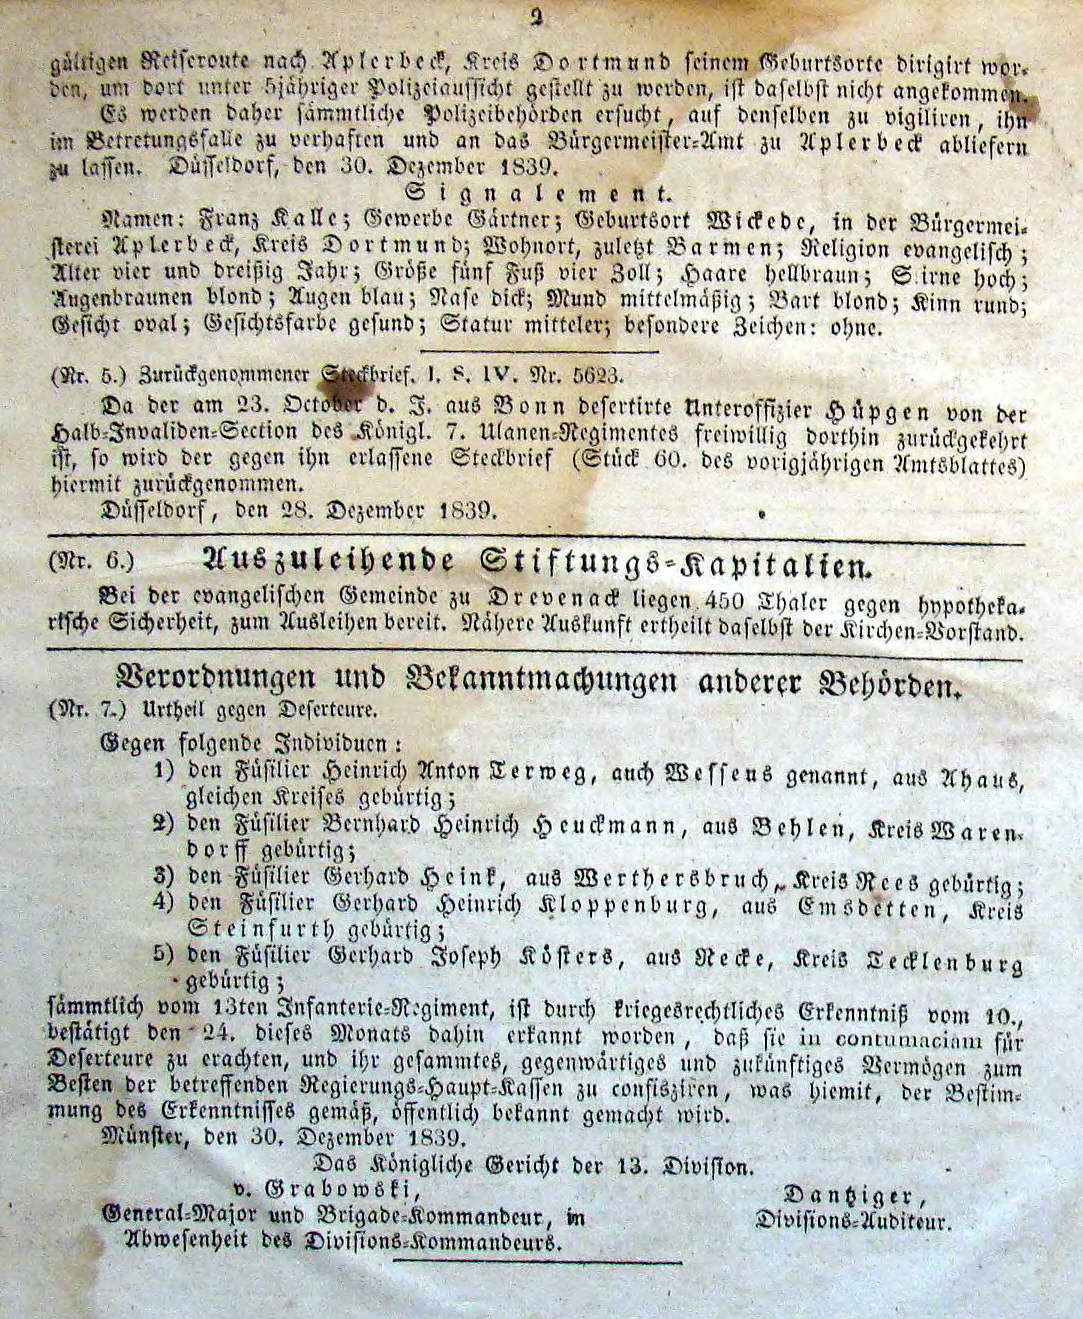 2
gültigen Reiseroute nach Aplerbeck, Kreis Dortmund seinem Geburtsorte dirigirt wor-
den, um dort unter 5jähriger Polizeiaufsicht gestellt zu werden, ist daselbst nicht angekommen.
Es werden daher sämmtliche Polizeibehörden ersucht, auf denselben zu vigiliren, ihn
im Betretungsfalle zu verhaften und an das Bürgermeister-Amt zu Aplerbeck abliefern
zu lassen. Düsseldorf, den 30. Dezember 1839.
Signalement.
Namen: Franz Kalle; Gewerbe Gärtner; Geburtsort Wickede, in der Bürgermei-
sterei Aplerbeck, Kreis Dortmund; Wohnort, zuletzt Barmen; Religion evangelisch;
Alter vier und dreißig Jahr; Größe fünf Fuß vier Zoll; Haare hellbraun; Stirne hoch;
Augenbraunen blond; Augen blau; Nase dick; Mund mittelmäßig; Bart blond; Kinn rund;
Gesicht oval; Gesichtsfarbe gesund; Statur mitteler; besondere Zeichen: ohne.
(Nr. 5.) Zurückgenommener Steckbrief. I. S. IV. Nr. 5623.
Da der am 23. October d. J. aus Bonn desertirte Unteroffizier Hüpgen von der
Halb-Invaliden-Section des Königl. 7. Ulanen-Regimentes freiwillig dorthin zurückgekehrt
ist, so wird der gegen ihn erlassene Steckbrief (Stück 60. des vorigjährigen Amtsblattes)
hiermit zurückgenommen.
Düsseldorf, den 28. Dezember 1839.
(Nr. 6.) Auszuleihende Stiftungs-Kapitalien.
Bei der evangelischen Gemeinde zu Drevenack liegen 450 Thaler gegen hypotheka-
rische Sicherheit, zum Ausleihen bereit. Nähere Auskunft ertheilt daselbst der Kirchen-Vorstand.
Verordnungen und Bekanntmachungen anderer Behörden.
(Nr. 7.) Urtheil gegen Deserteure.
Gegen folgende Individuen:
1) den Füsilier Heinrich Anton Terweg, auch Wessens genannt, aus Ahaus,
gleichen Kreises gebürtig;
2) den Füsilier Bernhard Heinrich Heuckmann, aus Behlen, Kreis Waren-
dorff gebürtig;
3) den Füsilier Gerhard Heink, aus Werthersbruch, Kreis Rees gebürtig;
4) den Füsilier Gerhard Heinrich Kloppenburg, aus Emsdetten, Kreis
Steinfurth gebürtig;
5) den Füsilier Gerhard Joseph Kösters, aus Recke, Kreis Tecklenburg
gebürtig;
sämmtlich vom 13ten Infanterie-Regiment, ist durch kriegesrechtliches Erkenntniß vom 10.,
bestätigt den 24. dieses Monats dahin erkannt worden, daß sie in contumaciam für
Deserteure zu erachten, und ihr gesammtes, gegenwärtiges und zukünftiges Vermögen zum
Besten der betreffenden Regierungs-Haupt-Kassen zu confisziren, was hiemit, der Bestim-
mung des Erkenntnisses gemäß, öffentlich bekannt gemacht wird.
Münster, den 30. Dezember 1839.
Das Königliche Gericht der 13. Division.
v. Grabowski, Dantziger,
General-Major und Brigade-Kommandeur, in Divisions-Auditeur.
Abwesenheit des Divisions-Kommandeurs.